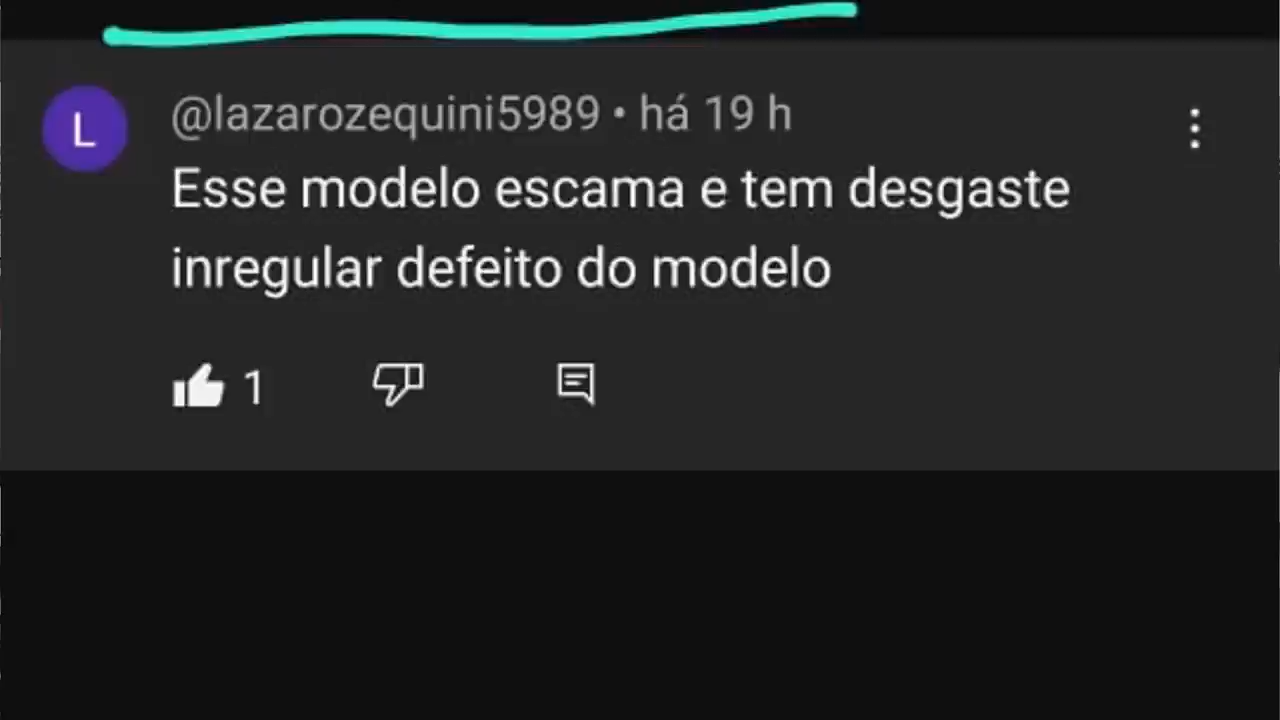 L
@lazarozequini5989 • há 19 h
Esse modelo escama e tem desgaste
inregular defeito do modelo
1